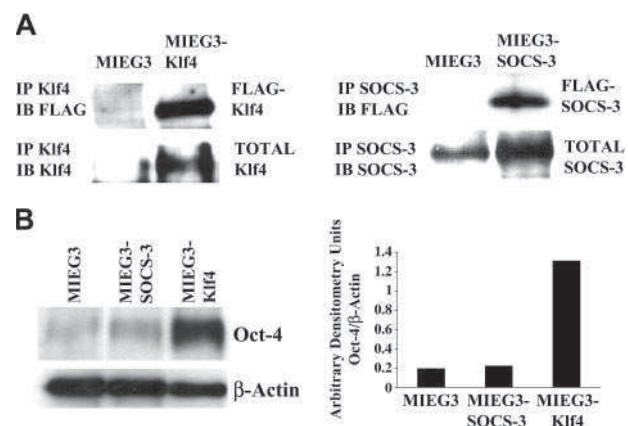 A
MIEG3
MIEG3-
Klf4
IP Klf4
IB FLAG
FLAG-
Klf4
IP Klf4
IB Klf4
TOTAL
Klf4
MIEG3
MIEG3-
SOCS-3
IP SOCS-3
IB FLAG
FLAG-
SOCS-3
IP SOCS-3
IB SOCS-3
TOTAL
SOCS-3
B
MIEG3
MIEG3-
SOCS-3
MIEG3-
Klf4
Oct-4
β-Actin
Arbitrary Densitometry Units
Oct-4/β-Actin
1.4
1.2
1
0.8
0.6
0.4
0.2
0
MIEG3
MIEG3-
SOCS-3
MIEG3-
Klf4